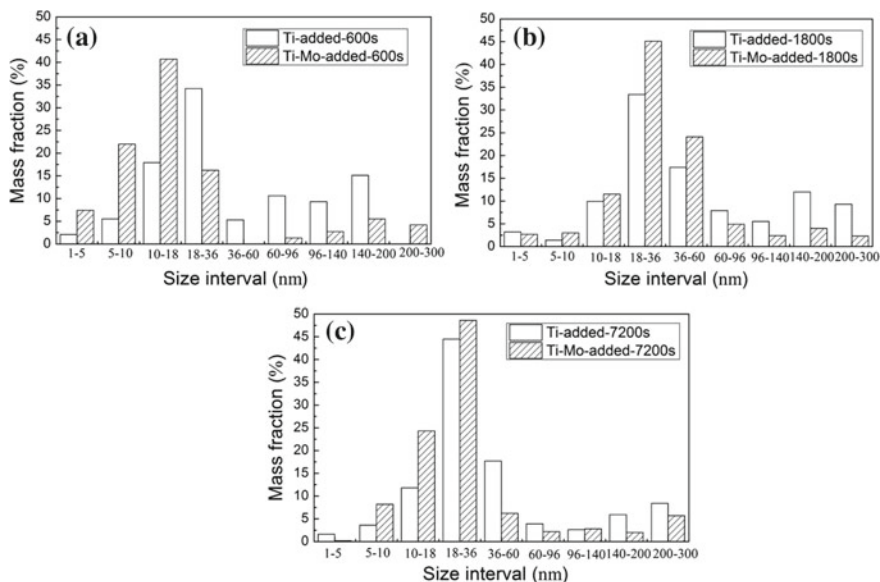 (a)
Ti-added-600s
Ti-Mo-added-600s
Mass fraction (%)
50
45
40
35
30
25
20
15
10
5
0
1-5 5-10 10-18 18-36 36-60 60-96 96-140 140-200 200-300
Size interval (nm)
(b)
Ti-added-1800s
Ti-Mo-added-1800s
Mass fraction (%)
50
45
40
35
30
25
20
15
10
5
0
1-5 5-10 10-18 18-36 36-60 60-96 96-140 140-200 200-300
Size interval (nm)
(c)
Ti-added-7200s
Ti-Mo-added-7200s
Mass fraction (%)
50
45
40
35
30
25
20
15
10
5
0
1-5 5-10 10-18 18-36 36-60 60-96 96-140 140-200 200-300
Size interval (nm)